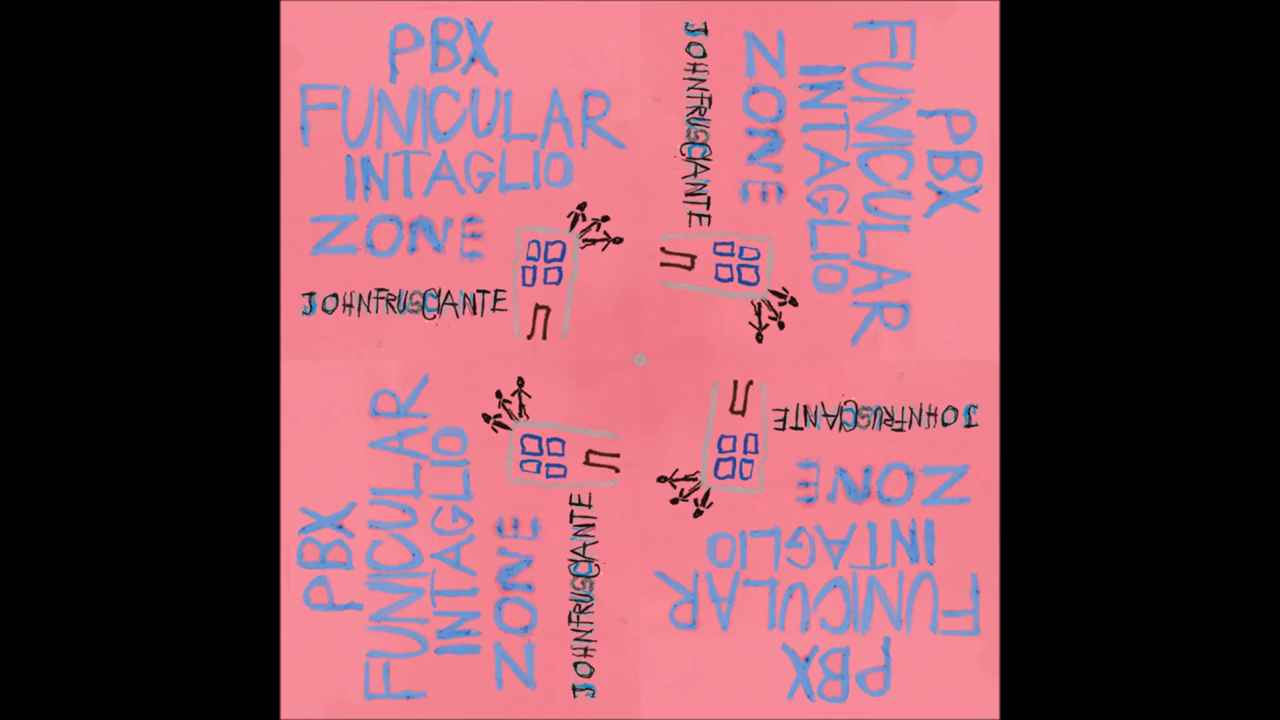 PBX
FUNICULAR
INTAGLIO
ZONE
JOHNFRUSCIANTE
PBX
FUNICULAR
INTAGLIO
ZONE
JOHNFRUSCIANTE
PBX
FUNICULAR
INTAGLIO
ZONE
JOHNFRUSCIANTE
PBX
FUNICULAR
INTAGLIO
ZONE
JOHNFRUSCIANTE